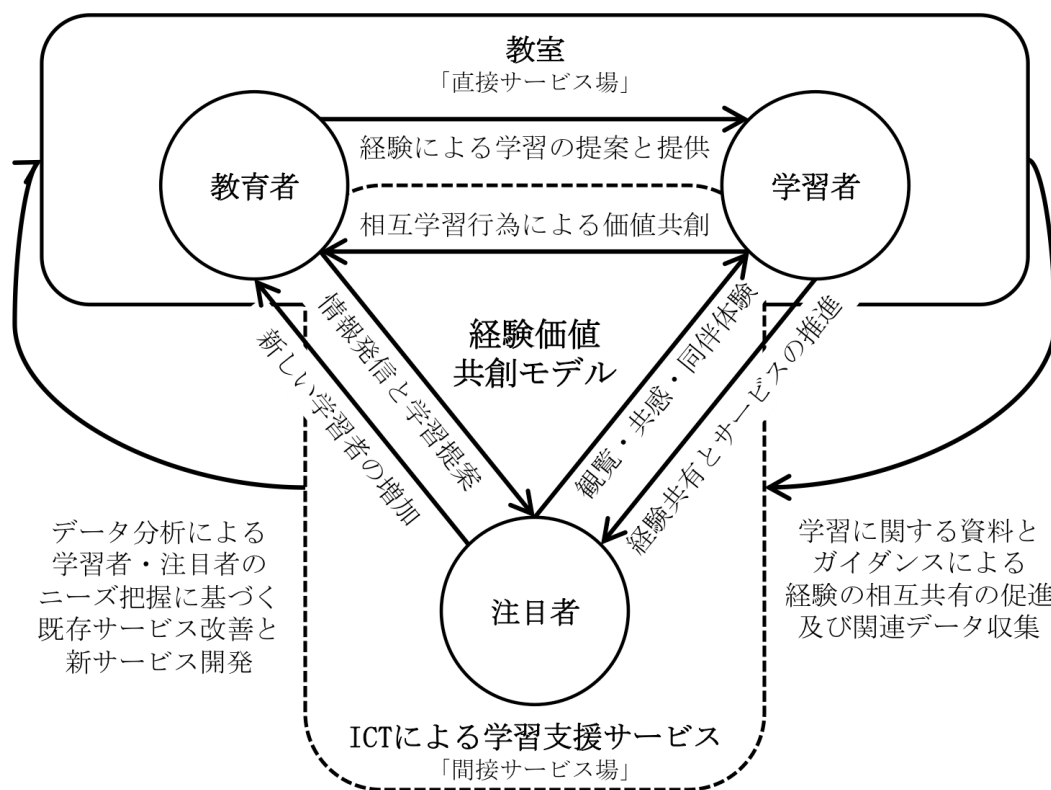 教室
「直接サービス場」
経験による学習の提案と提供
教育者
学習者
相互学習行為による価値共創
情報発信と学習提案
新しい学習者の増加
経験価値
共創モデル
観覧・共感・同伴体験
経験共有とサービスの推進
データ分析による
学習者・注目者の
ニーズ把握に基づく
既存サービス改善と
新サービス開発
注目者
学習に関する資料と
ガイダンスによる
経験の相互共有の促進
及び関連データ収集
ICTによる学習支援サービス
「間接サービス場」